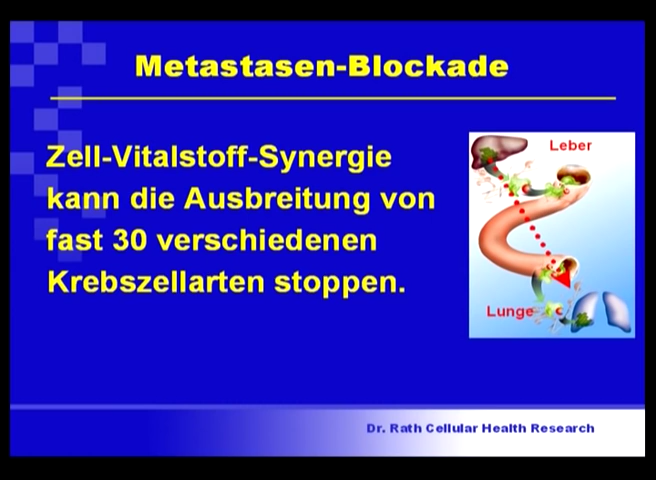 Metastasen-Blockade
Zell-Vitalstoff-Synergie
kann die Ausbreitung von
fast 30 verschiedenen
Krebszellarten stoppen.
Leber
Lunge
Dr. Rath Cellular Health Research